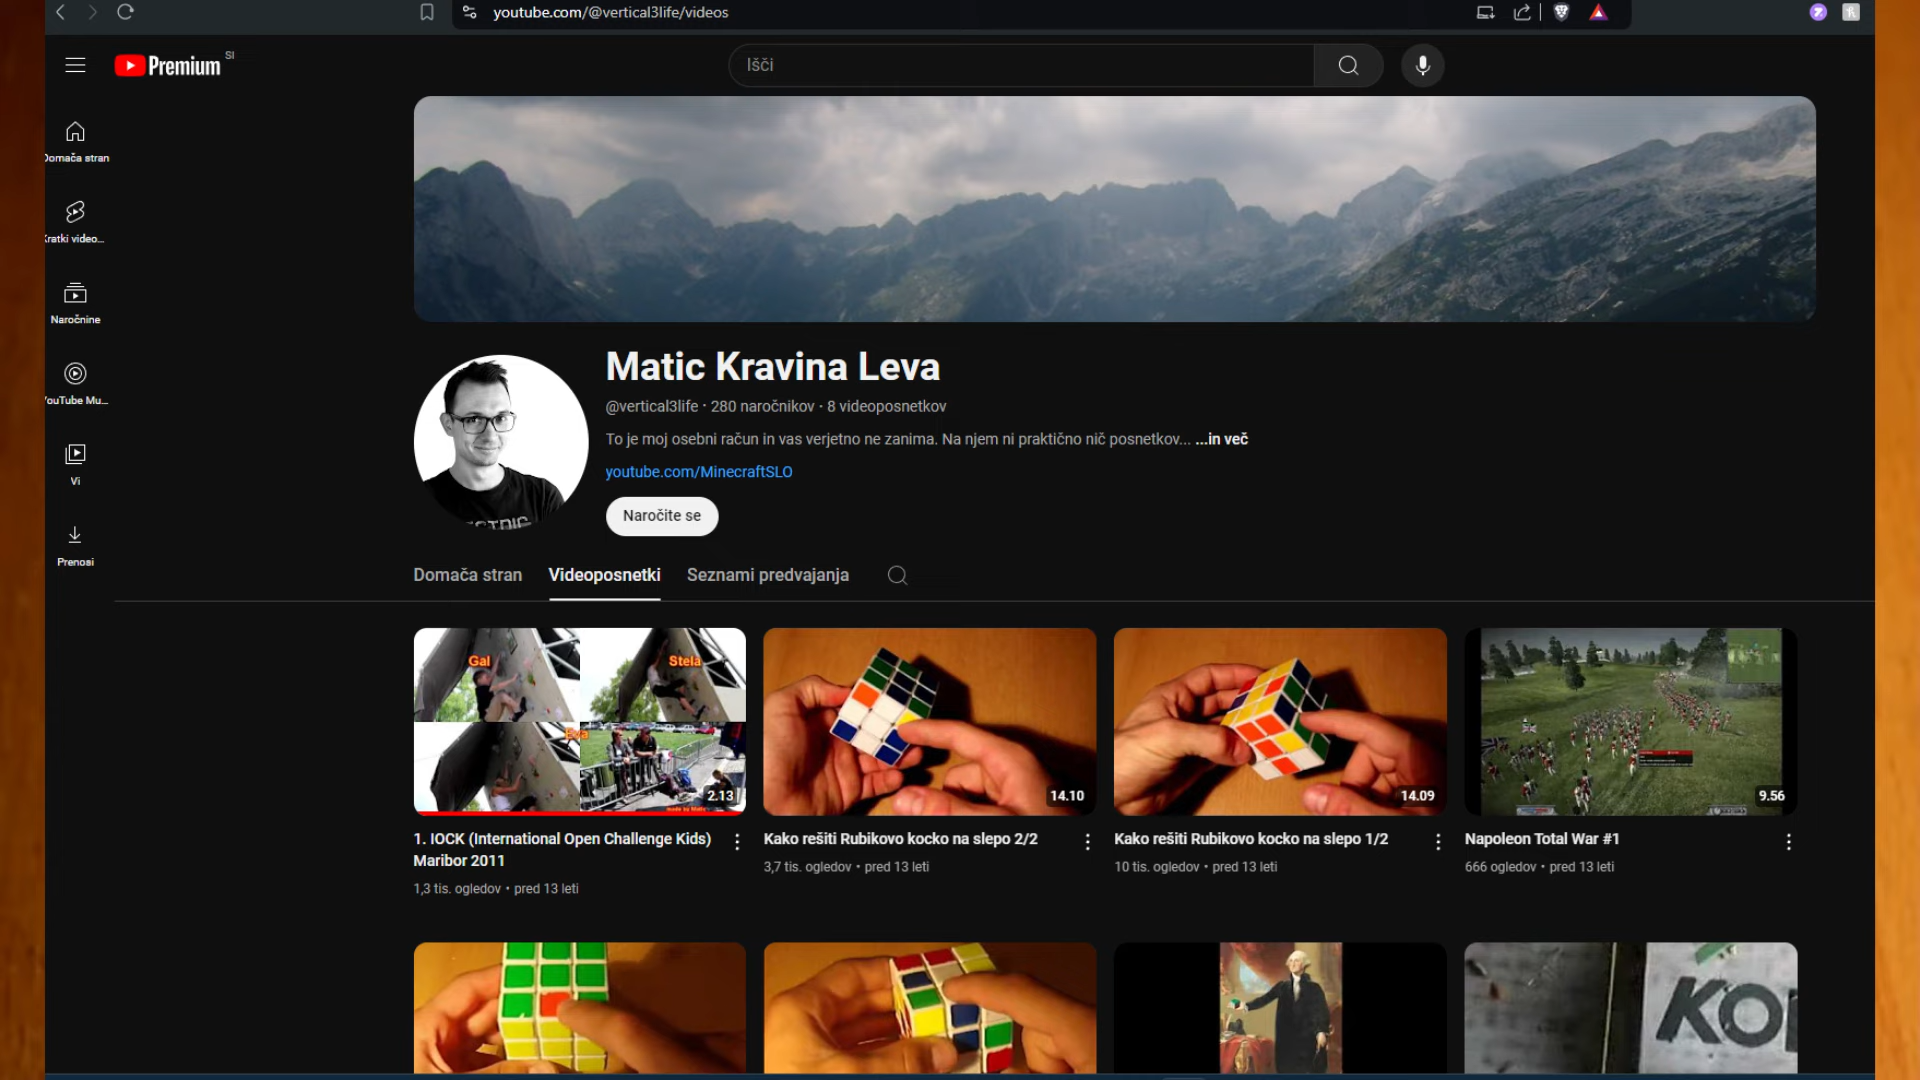 youtube.com/@vertical3life/videos
Premium SI
Išči
Domača stran
Kratki video...
Naročnine
YouTube Mu...
Vi
Prenosi
Matic Kravina Leva
@vertical3life · 280 naročnikov · 8 videoposnetkov
To je moj osebni račun in vas verjetno ne zanima. Na njem ni praktično nič posnetkov... ...in več
youtube.com/MinecraftSLO
Naročite se
Domača stran Videoposnetki Seznami predvajanja
Gal
Stela
Eva
2.13
14.10
14.09
9.56
1. IOCK (International Open Challenge Kids)
Maribor 2011
1,3 tis. ogledov • pred 13 leti
Kako rešiti Rubikovo kocko na slepo 2/2
3,7 tis. ogledov • pred 13 leti
Kako rešiti Rubikovo kocko na slepo 1/2
10 tis. ogledov • pred 13 leti
Napoleon Total War #1
666 ogledov • pred 13 leti